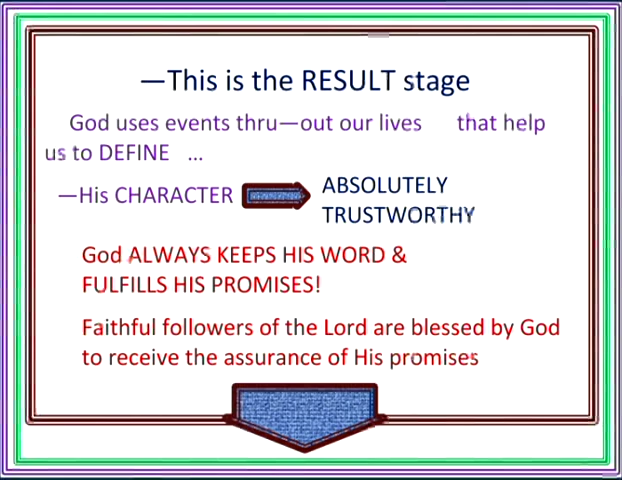 —This is the RESULT stage
God uses events thru—out our lives that help
us to DEFINE ...
—His CHARACTER
ABSOLUTELY
TRUSTWORTHY
God ALWAYS KEEPS HIS WORD &
FULFILLS HIS PROMISES!
Faithful followers of the Lord are blessed by God
to receive the assurance of His promises